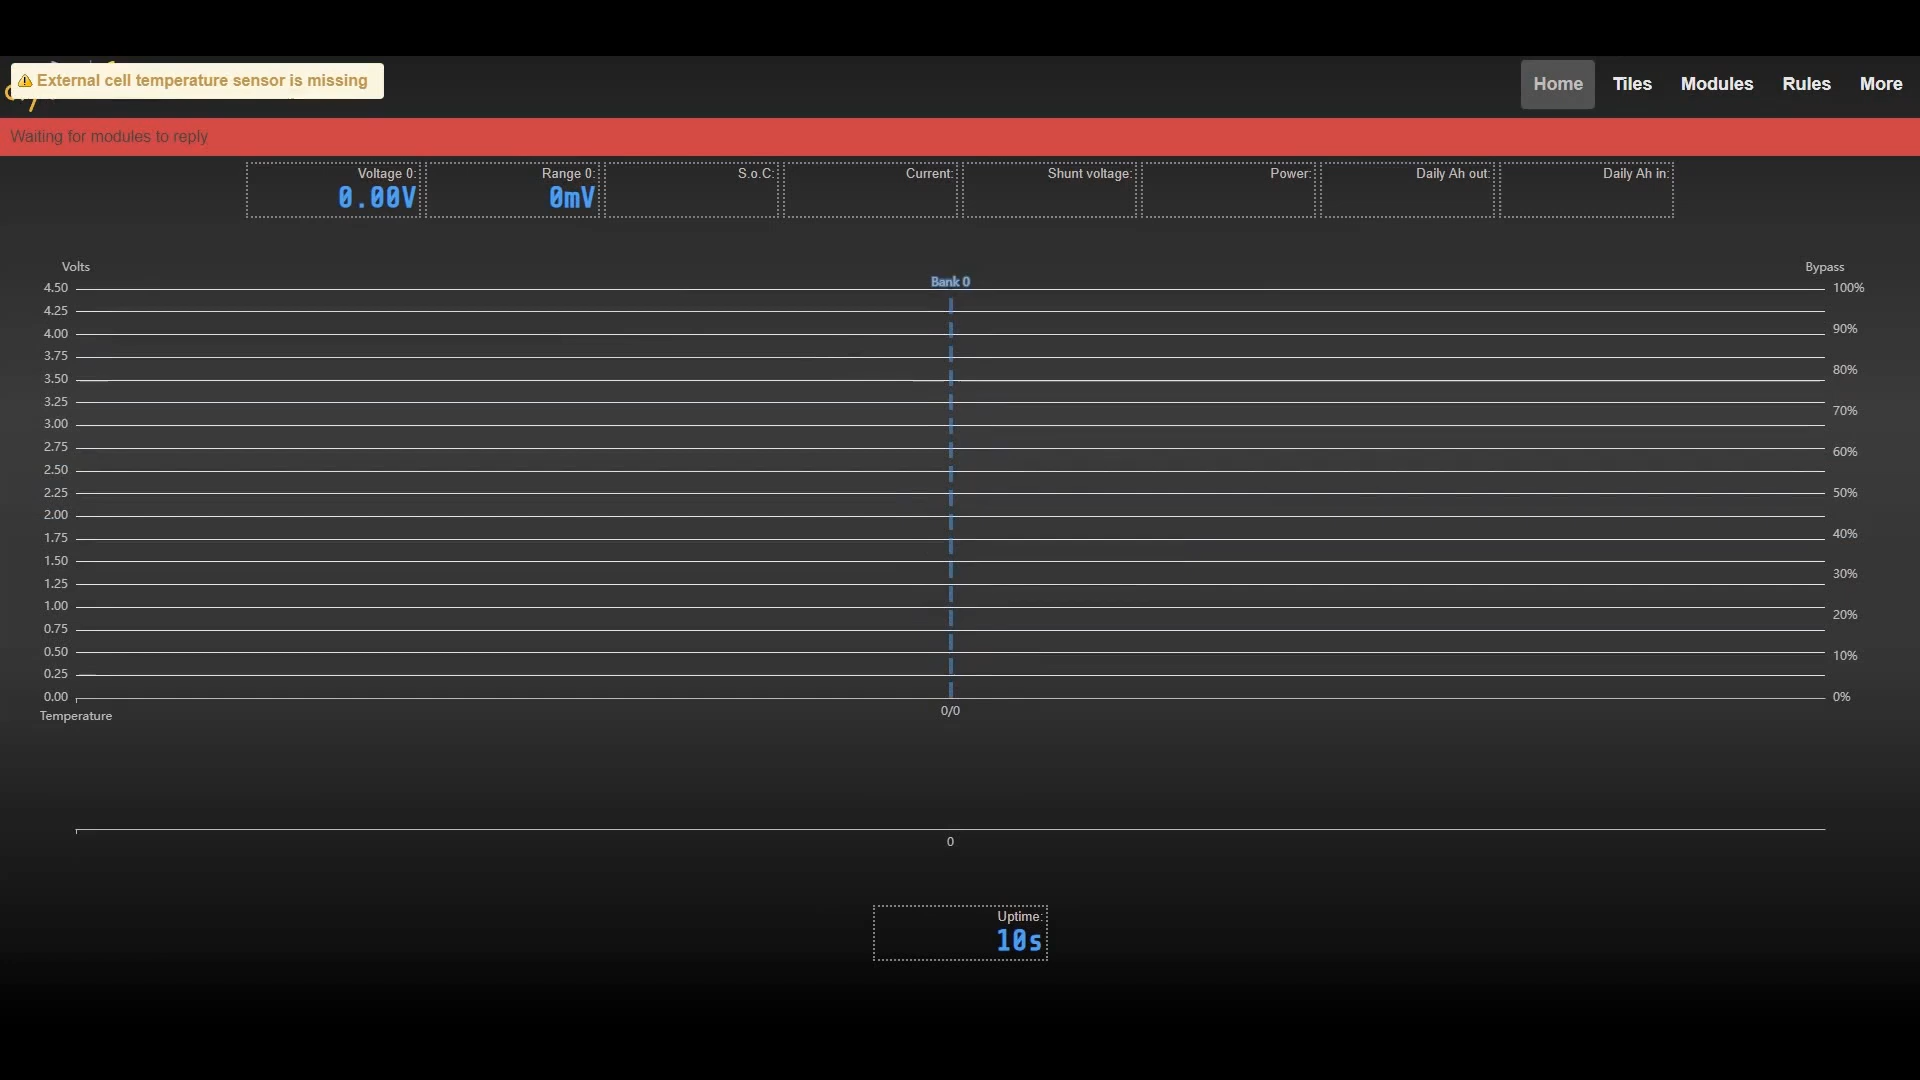 External cell temperature sensor is missing
Home Tiles Modules Rules More
Waiting for modules to reply
Voltage 0: Range 0: S.o.C: Current: Shunt voltage: Power: Daily Ah out: Daily Ah in:
0.00V 0mV
Volts Bypass
Bank 0
4.50 100%
4.25
4.00 90%
3.75
3.50 80%
3.25 70%
3.00
2.75 60%
2.50
2.25 50%
2.00
1.75 40%
1.50 30%
1.25
1.00 20%
0.75
0.50 10%
0.25
0.00 0%
0/0
Temperature
0
Uptime:
10s